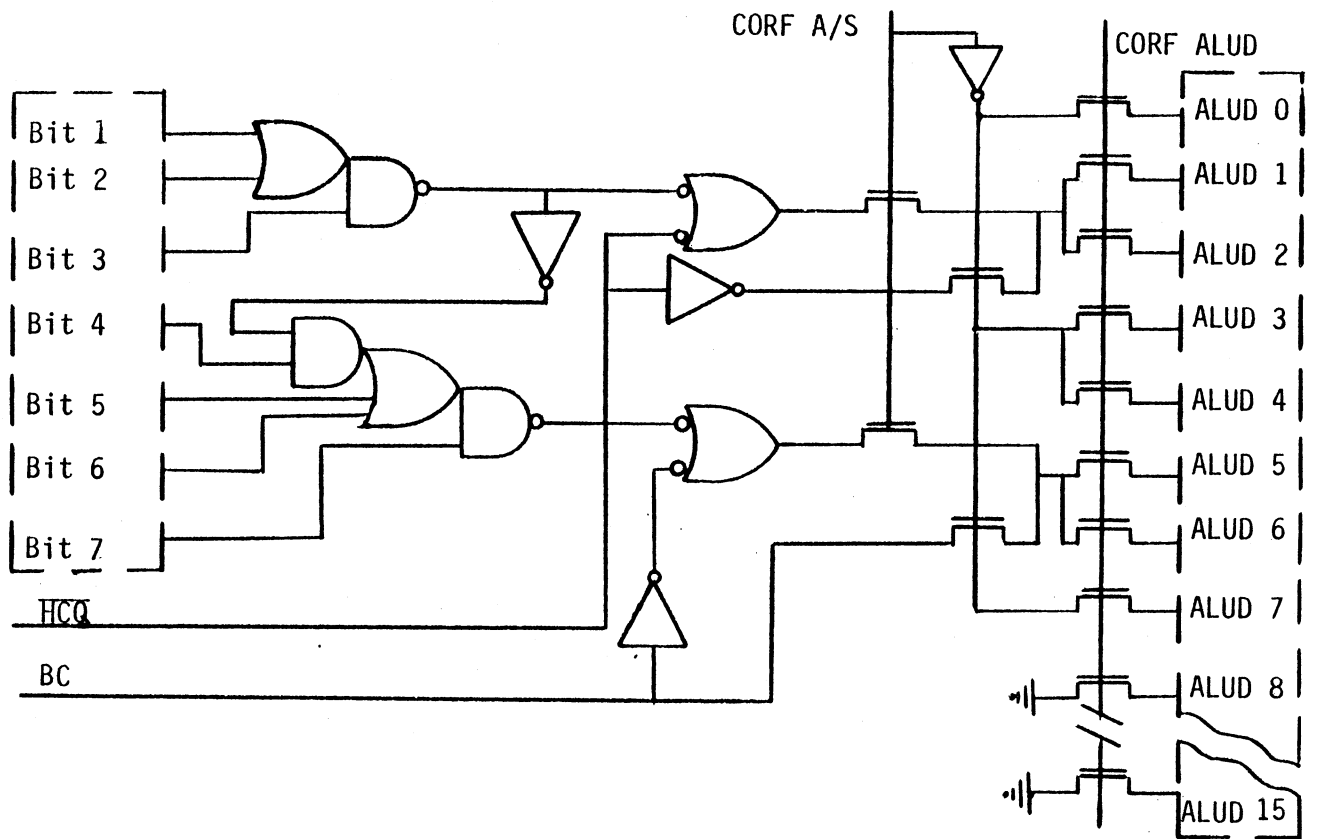 CORF A/S
CORF ALUD
Bit 1
Bit 2
Bit 3
Bit 4
Bit 5
Bit 6
Bit 7
HCQ
BC
ALUD 0
ALUD 1
ALUD 2
ALUD 3
ALUD 4
ALUD 5
ALUD 6
ALUD 7
ALUD 8
ALUD 15